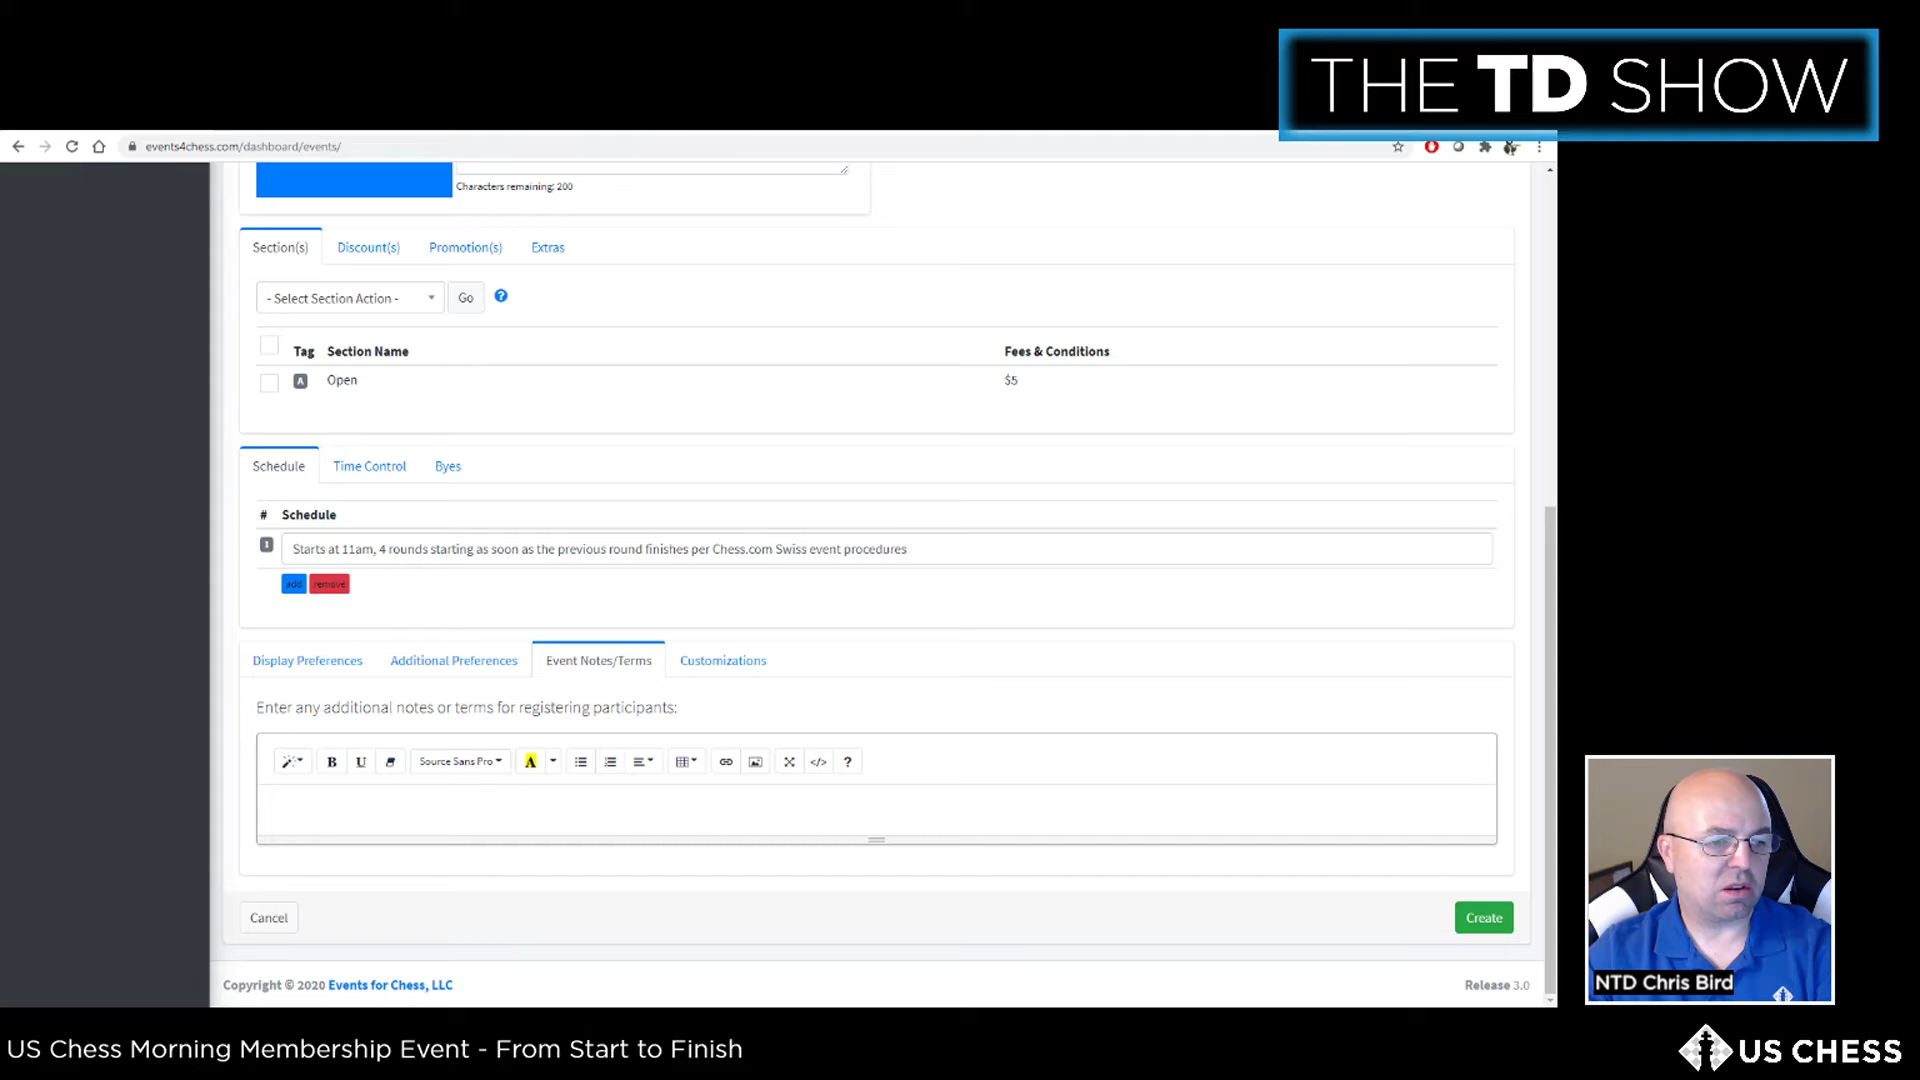 THE TD SHOW
events4chess.com/dashboard/events/
Characters remaining: 200
Section(s) Discount(s) Promotion(s) Extras
- Select Section Action - Go ?
Tag Section Name Fees & Conditions
A Open $5
Schedule Time Control Byes
# Schedule
1 Starts at 11am, 4 rounds starting as soon as the previous round finishes per Chess.com Swiss event procedures
add remove
Display Preferences Additional Preferences Event Notes/Terms Customizations
Enter any additional notes or terms for registering participants:
B U Source Sans Pro A </> ?
Cancel Create
Copyright © 2020 Events for Chess, LLC Release 3.0
NTD Chris Bird
US Chess Morning Membership Event - From Start to Finish
US CHESS